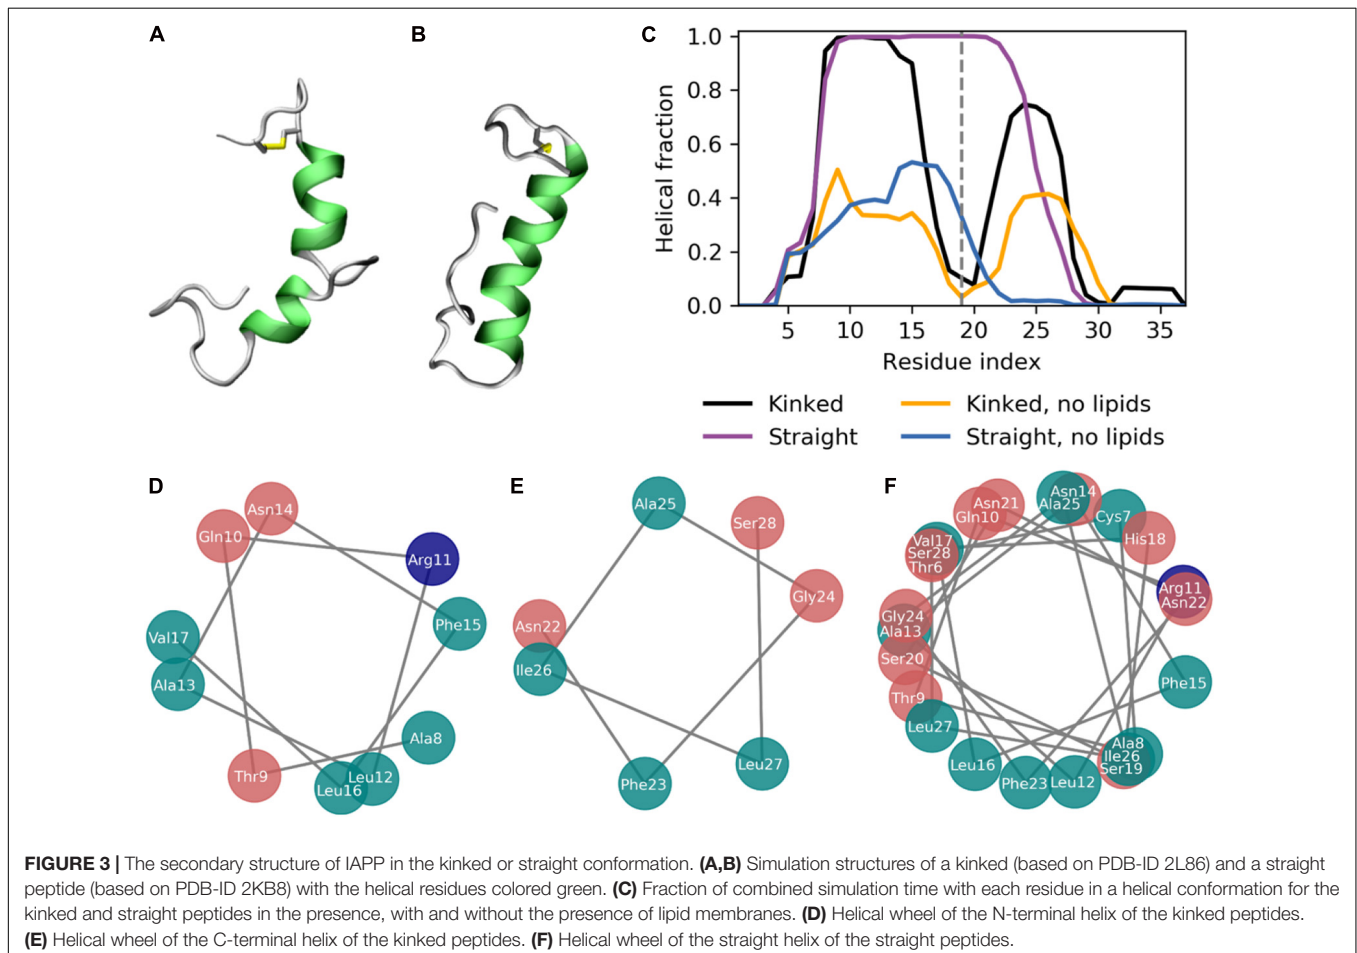 A
B
C
1.0
0.8
0.6
0.4
0.2
0.0
Helical fraction
5
10
15
20
25
30
35
Residue index
Kinked
Kinked, no lipids
Straight
Straight, no lipids
D
Asn14
Gln10
Arg11
Phe15
Val17
Ala13
Ala8
Thr9
Leu12
Leu16
E
Ala25
Ser28
Gly24
Asn22
Ile26
Leu27
Phe23
F
Asn14
Ala25
Asn21
Gln10
Cys7
His18
Val17
Ser28
Thr6
Arg11
Asn22
Gly24
Ala13
Ser20
Phe15
Thr9
Leu27
Ala8
Ile26
Ser19
Leu16
Phe23
Leu12
FIGURE 3 | The secondary structure of IAPP in the kinked or straight conformation. (A,B) Simulation structures of a kinked (based on PDB-ID 2L86) and a straight
peptide (based on PDB-ID 2KB8) with the helical residues colored green. (C) Fraction of combined simulation time with each residue in a helical conformation for the
kinked and straight peptides in the presence, with and without the presence of lipid membranes. (D) Helical wheel of the N-terminal helix of the kinked peptides.
(E) Helical wheel of the C-terminal helix of the kinked peptides. (F) Helical wheel of the straight helix of the straight peptides.